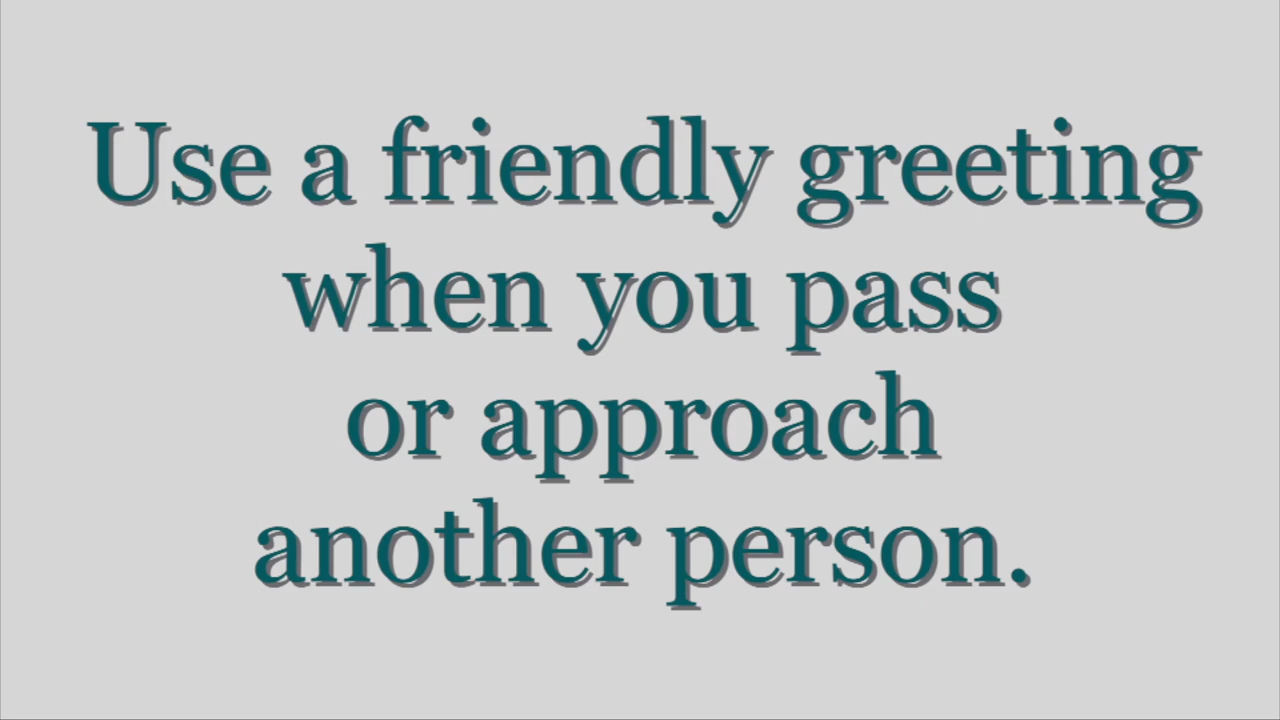 Use a friendly greeting
when you pass
or approach
another person.